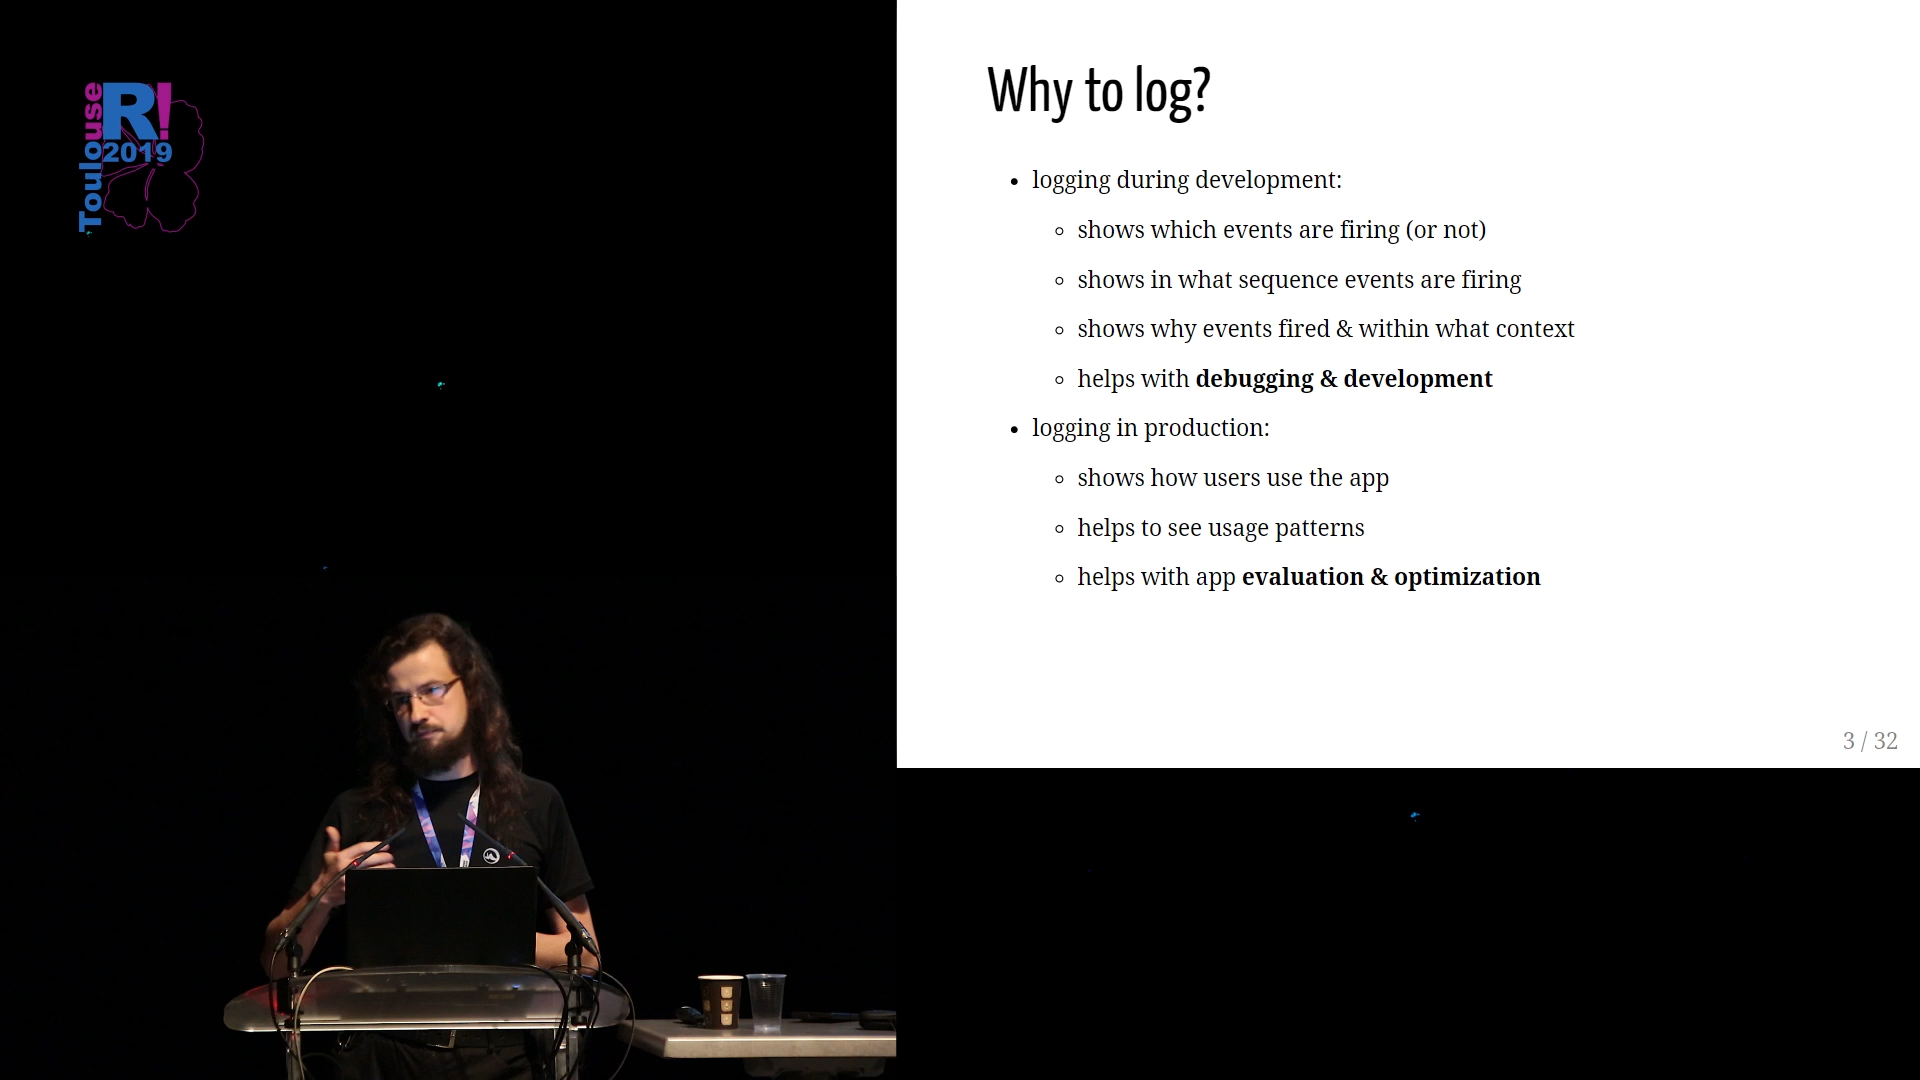 Toulouse
R!
2019
Why to log?
logging during development:
shows which events are firing (or not)
shows in what sequence events are firing
shows why events fired & within what context
helps with debugging & development
logging in production:
shows how users use the app
helps to see usage patterns
helps with app evaluation & optimization
3 / 32